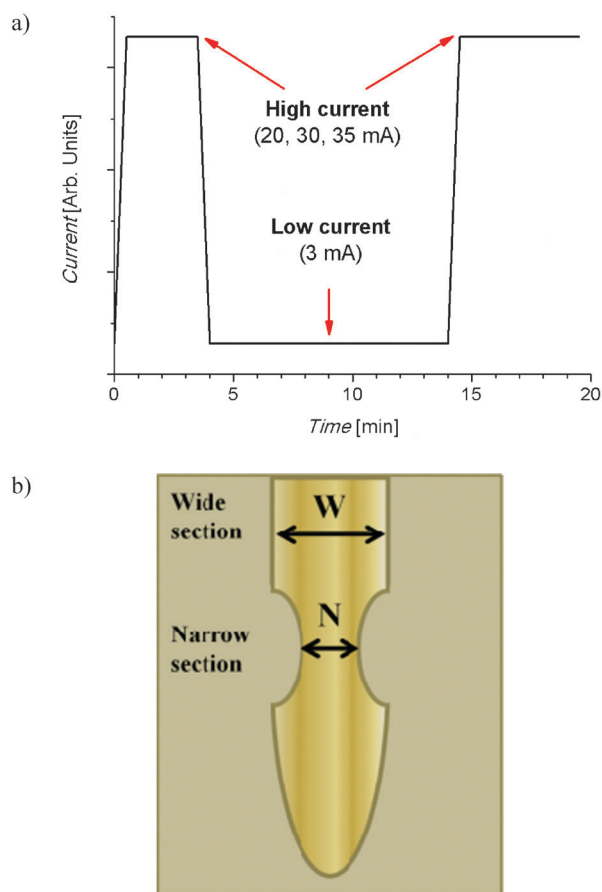 a)
Current [Arb. Units]
High current
(20, 30, 35 mA)
Low current
(3 mA)
0 5 10 15 20
Time [min]
b)
Wide
section
W
Narrow
section
N